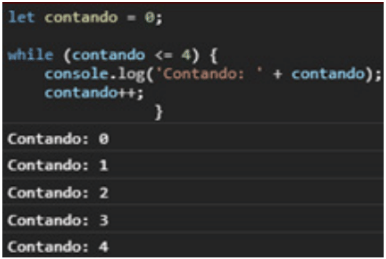 let contando = 0;
while (contando <= 4) {
console.log('Contando: ' + contando);
contando++;
}
Contando: 0
Contando: 1
Contando: 2
Contando: 3
Contando: 4